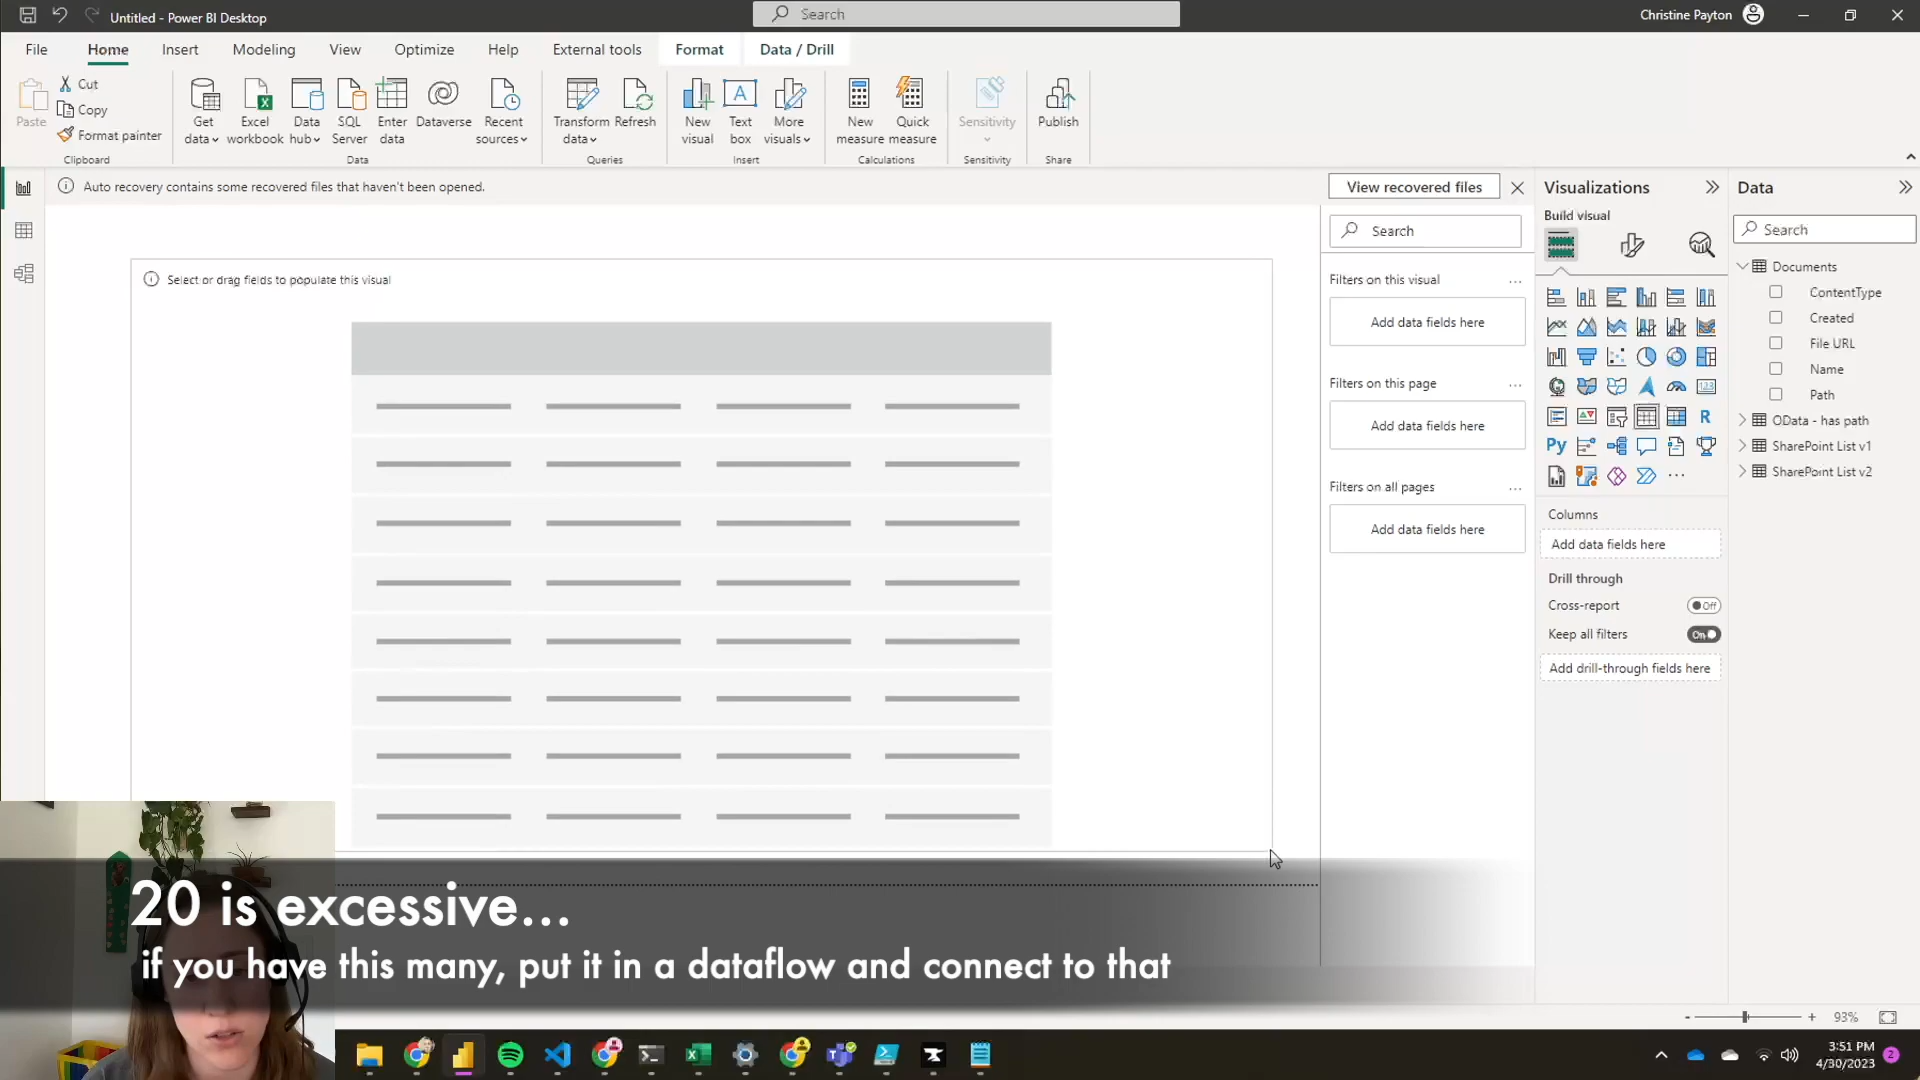 Untitled - Power BI Desktop
Search
Christine Payton
File
Home
Insert
Modeling
View
Optimize
Help
External tools
Format
Data / Drill
Paste
Cut
Copy
Format painter
Clipboard
Get data
Excel workbook
Data hub
SQL Server
Enter data
Dataverse
Recent sources
Data
Transform data
Refresh
Queries
New visual
Text box
More visuals
Insert
New measure
Quick measure
Calculations
Sensitivity
Sensitivity
Publish
Share
Auto recovery contains some recovered files that haven't been opened.
View recovered files
Select or drag fields to populate this visual
Search
Filters on this visual
Add data fields here
Filters on this page
Add data fields here
Filters on all pages
Add data fields here
Visualizations
Build visual
R
Py
123
Columns
Add data fields here
Drill through
Cross-report
Off
Keep all filters
On
Add drill-through fields here
Data
Search
Documents
ContentType
Created
File URL
Name
Path
OData - has path
SharePoint List v1
SharePoint List v2
20 is excessive...
if you have this many, put it in a dataflow and connect to that
- + 93%
3:51 PM
4/30/2023
2